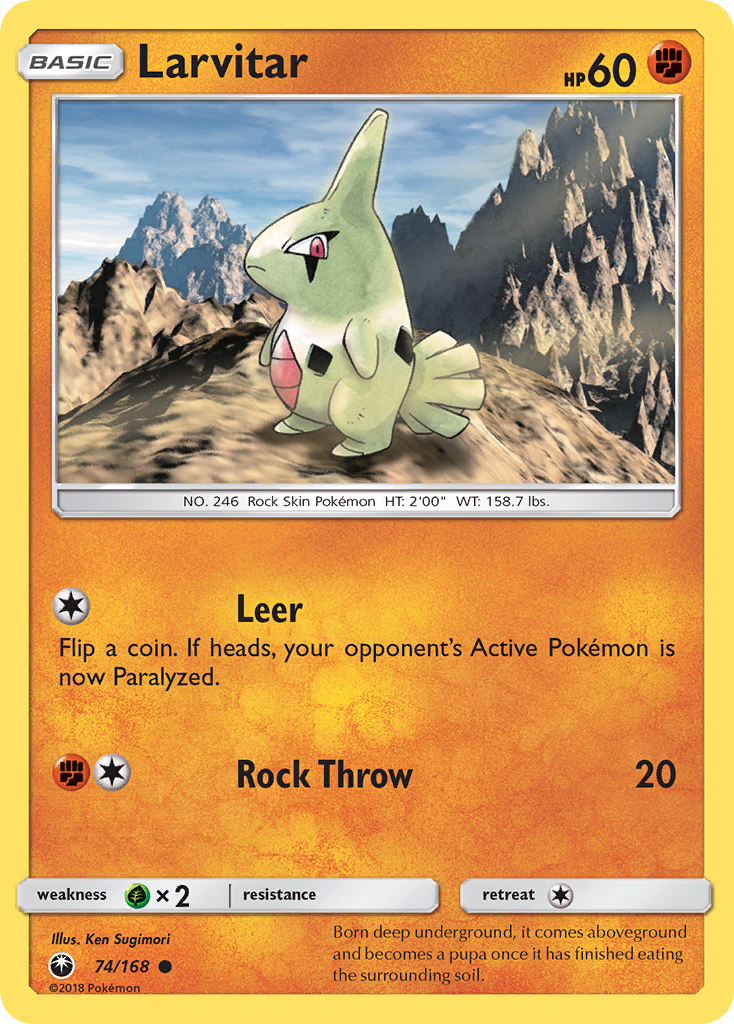 BASIC Larvitar HP60
NO. 246 Rock Skin Pokémon HT: 2'00" WT: 158.7 lbs.
Leer
Flip a coin. If heads, your opponent's Active Pokémon is
now Paralyzed.
Rock Throw 20
weakness ×2 resistance retreat
Illus. Ken Sugimori
74/168
©2018 Pokémon
Born deep underground, it comes aboveground
and becomes a pupa once it has finished eating
the surrounding soil.